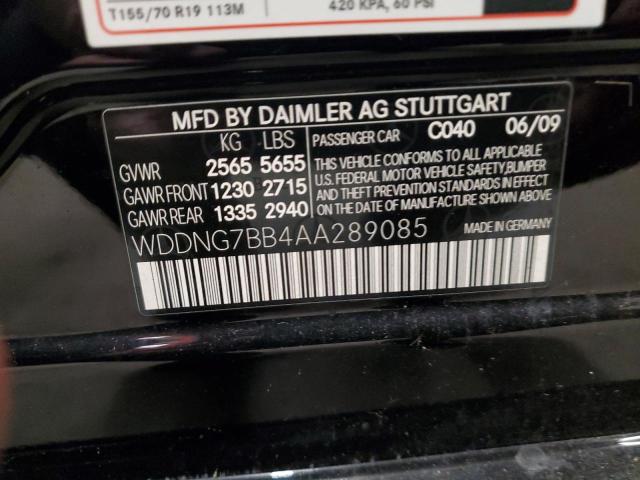 T155/70 R19 113M 420 KPA, 60 PSI
MFD BY DAIMLER AG STUTTGART
KG LBS PASSENGER CAR C040 06/09
GVWR 2565 5655
GAWR FRONT 1230 2715
GAWR REAR 1335 2940
THIS VEHICLE CONFORMS TO ALL APPLICABLE
U.S. FEDERAL MOTOR VEHICLE SAFETY, BUMPER
AND THEFT PREVENTION STANDARDS IN EFFECT
ON THE DATE OF MANUFACTURE SHOWN ABOVE.
WDDNG7BB4AA289085 MADE IN GERMANY